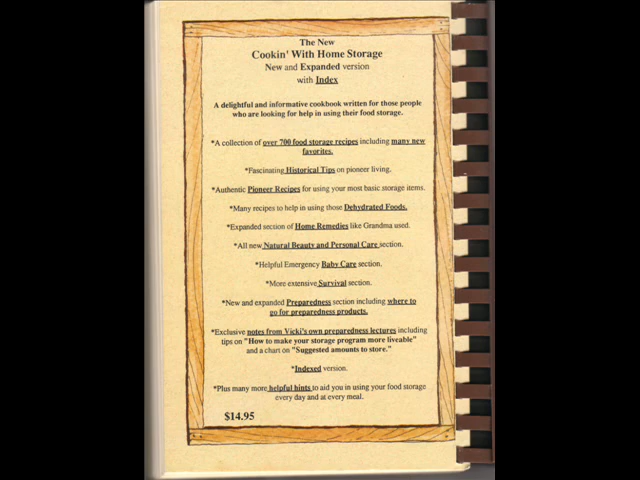 The New
Cookin' With Home Storage
New and Expanded version
with Index
A delightful and informative cookbook written for those people
who are looking for help in using their food storage.
*A collection of over 700 food storage recipes including many new
favorites.
*Fascinating Historical Tips on pioneer living.
*Authentic Pioneer Recipes for using your most basic storage items.
*Many recipes to help in using those Dehydrated Foods.
*Expanded section of Home Remedies like Grandma used.
*All new Natural Beauty and Personal Care section.
*Helpful Emergency Baby Care section.
*More extensive Survival section.
*New and expanded Preparedness section including where to
go for preparedness products.
*Exclusive notes from Vicki's own preparedness lectures including
tips on "How to make your storage program more liveable"
and a chart on "Suggested amounts to store."
*Indexed version.
*Plus many more helpful hints to aid you in using your food storage
every day and at every meal.
$14.95